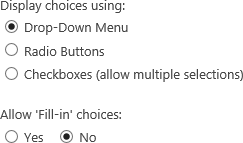 Display choices using:
Drop-Down Menu
Radio Buttons
Checkboxes (allow multiple selections)
Allow 'Fill-in' choices:
Yes No